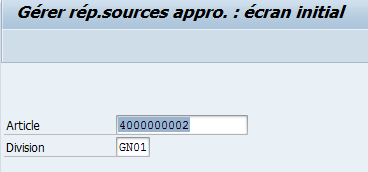 Gérer rép.sources appro. : écran initial
Article 4000000002
Division GN01